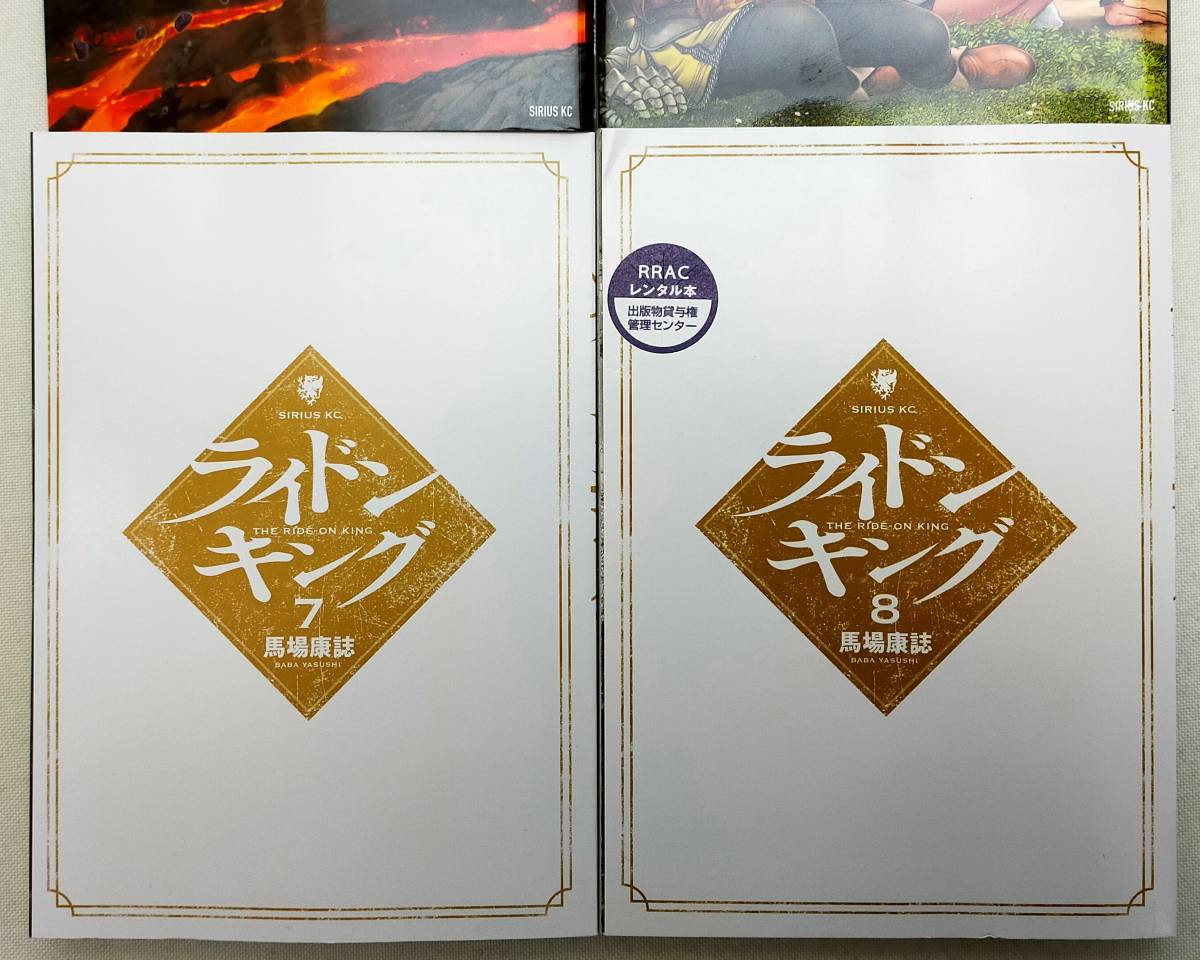 SIRIUS KC
SIRIUS KC
SIRIUS KC
ライドン
THE RIDE-ON KING
キング
7
馬場康誌
BABA YASUSHI
RRAC
レンタル本
出版物貸与権
管理センター
SIRIUS KC
ライドン
THE RIDE-ON KING
キング
8
馬場康誌
BABA YASUSHI